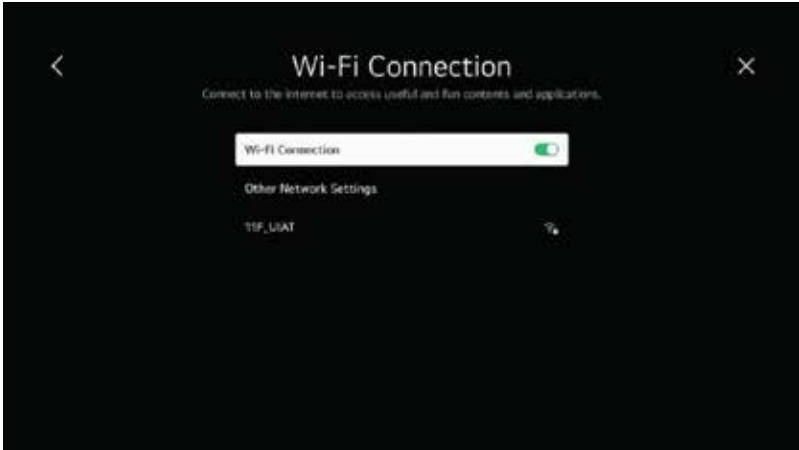 Wi-Fi Connection
Connect to the internet to access useful and fun contents and applications.
Wi-Fi Connection
Other Network Settings
11F_UIAT